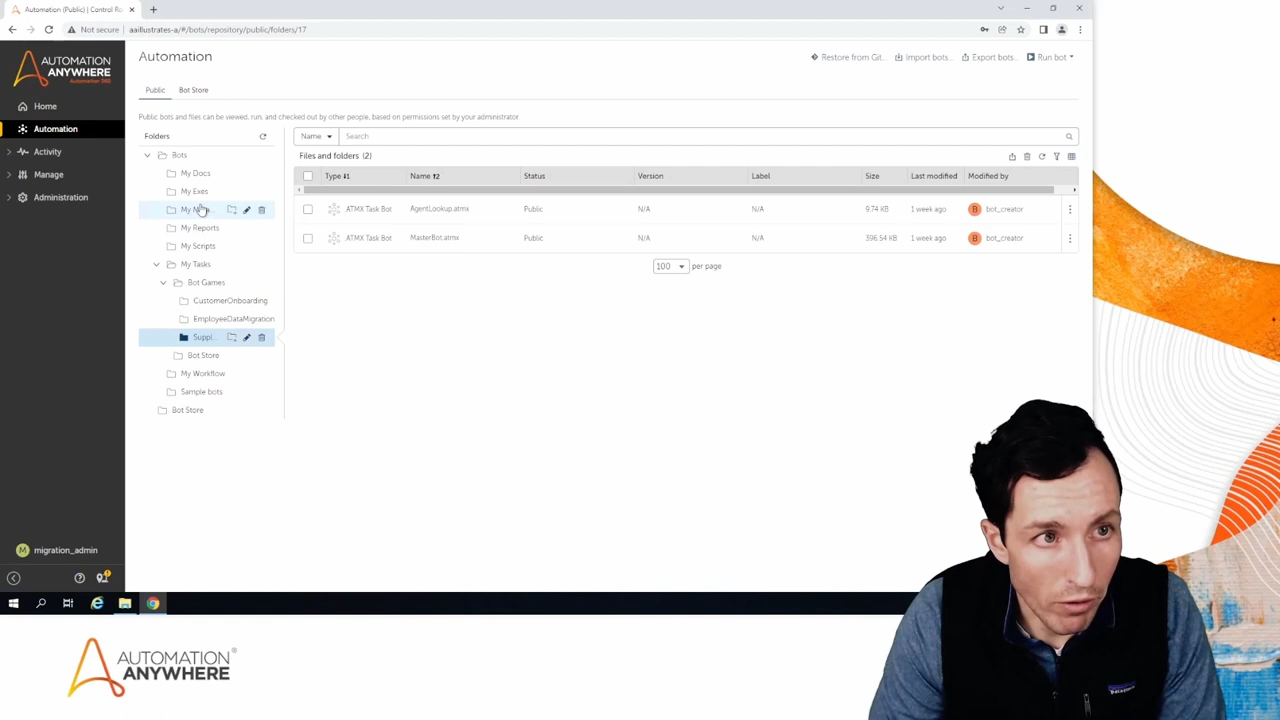 Automation (Public) | Control Ro
Not secure
aaillustrates-a/#/bots/repository/public/folders/17
AUTOMATION
ANYWHERE
Automation 360
Home
Automation
Activity
Manage
Administration
migration_admin
Automation
Restore from Git...
Import bots...
Export bots...
Run bot
Public
Bot Store
Public bots and files can be viewed, run, and checked out by other people, based on permissions set by your administrator
Folders
Bots
My Docs
My Exes
My
My Reports
My Scripts
My Tasks
Bot Games
CustomerOnboarding
EmployeeDataMigration
Suppl...
Bot Store
My Workflow
Sample bots
Bot Store
Name
Search
Files and folders (2)
Type Name Status Version Label Size Last modified Modified by
ATMX Task Bot AgentLookup.atmx Public N/A N/A 9.74 KB 1 week ago B bot_creator
ATMX Task Bot MasterBot.atmx Public N/A N/A 396.54 KB 1 week ago B bot_creator
100 per page
AUTOMATION
ANYWHERE®
patagonia